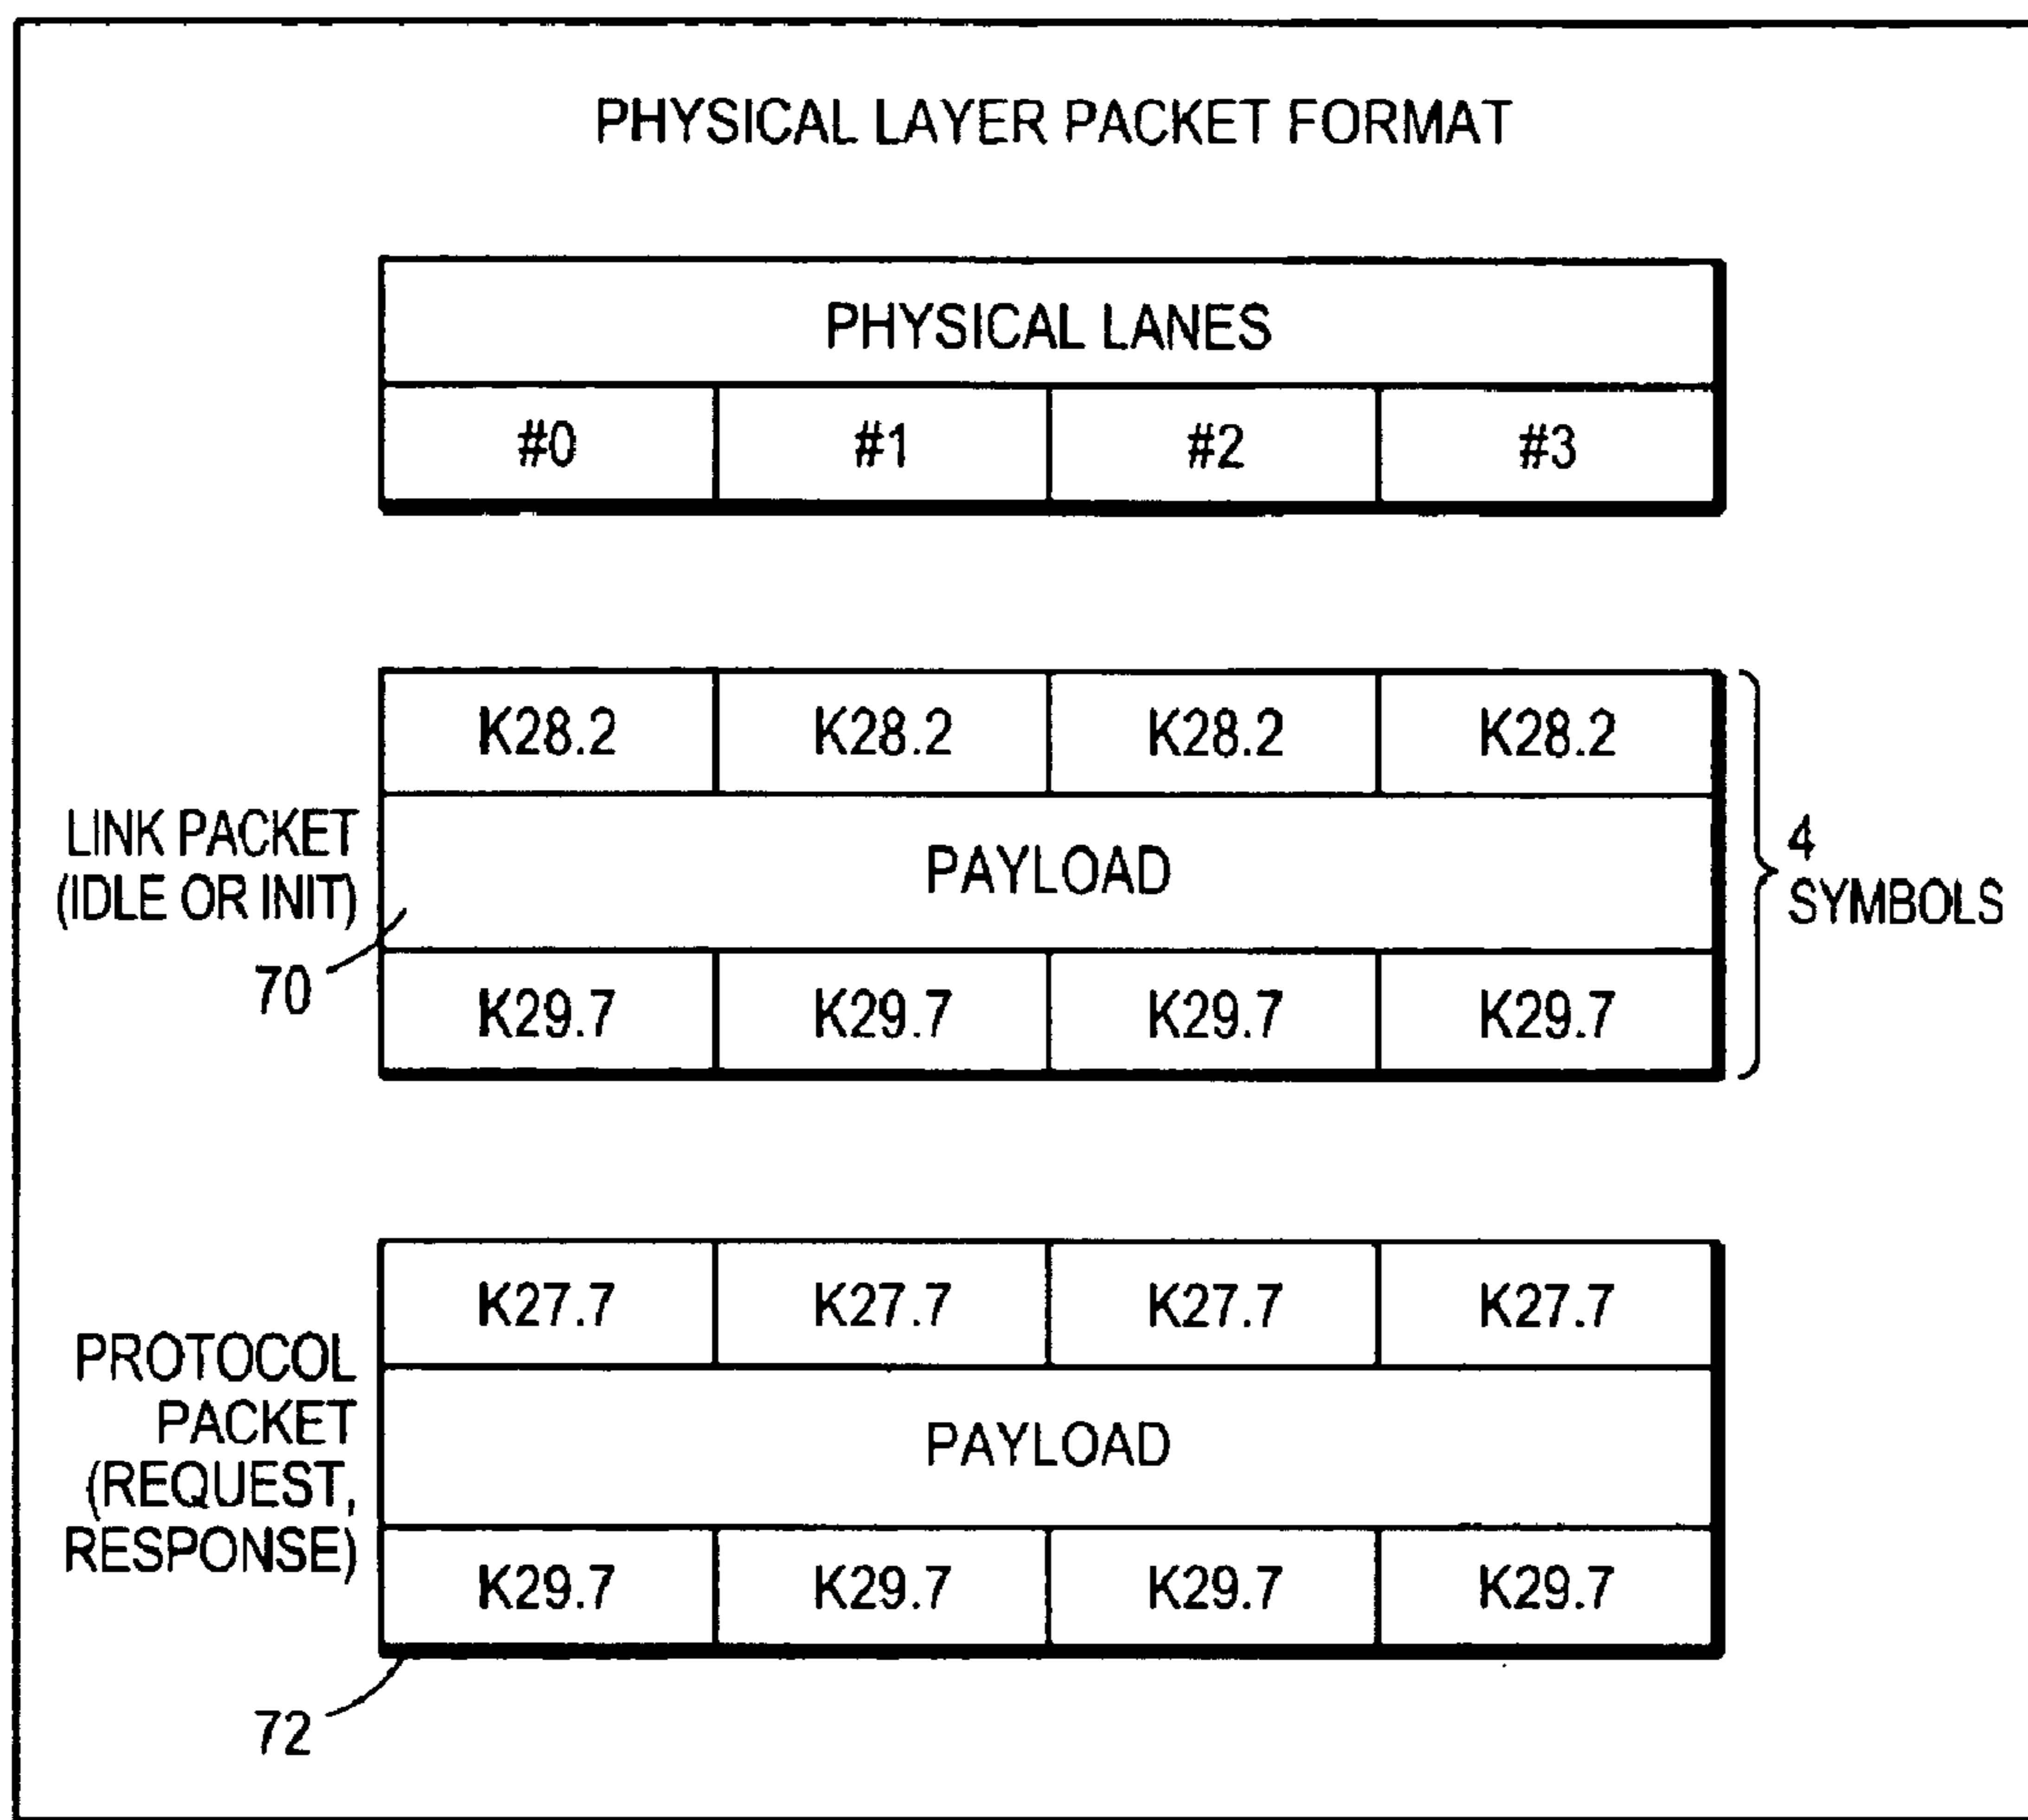 PHYSICAL LAYER PACKET FORMAT
PHYSICAL LANES
#0 #1 #2 #3
K28.2 K28.2 K28.2 K28.2
LINK PACKET
(IDLE OR INIT)
PAYLOAD
4
SYMBOLS
70
K29.7 K29.7 K29.7 K29.7
K27.7 K27.7 K27.7 K27.7
PROTOCOL
PACKET
(REQUEST,
RESPONSE)
PAYLOAD
K29.7 K29.7 K29.7 K29.7
72